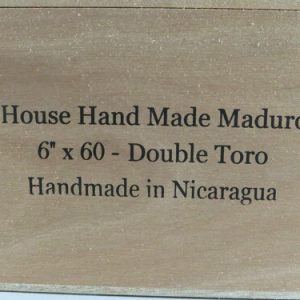 House Hand Made Maduro
6" x 60 - Double Toro
Handmade in Nicaragua